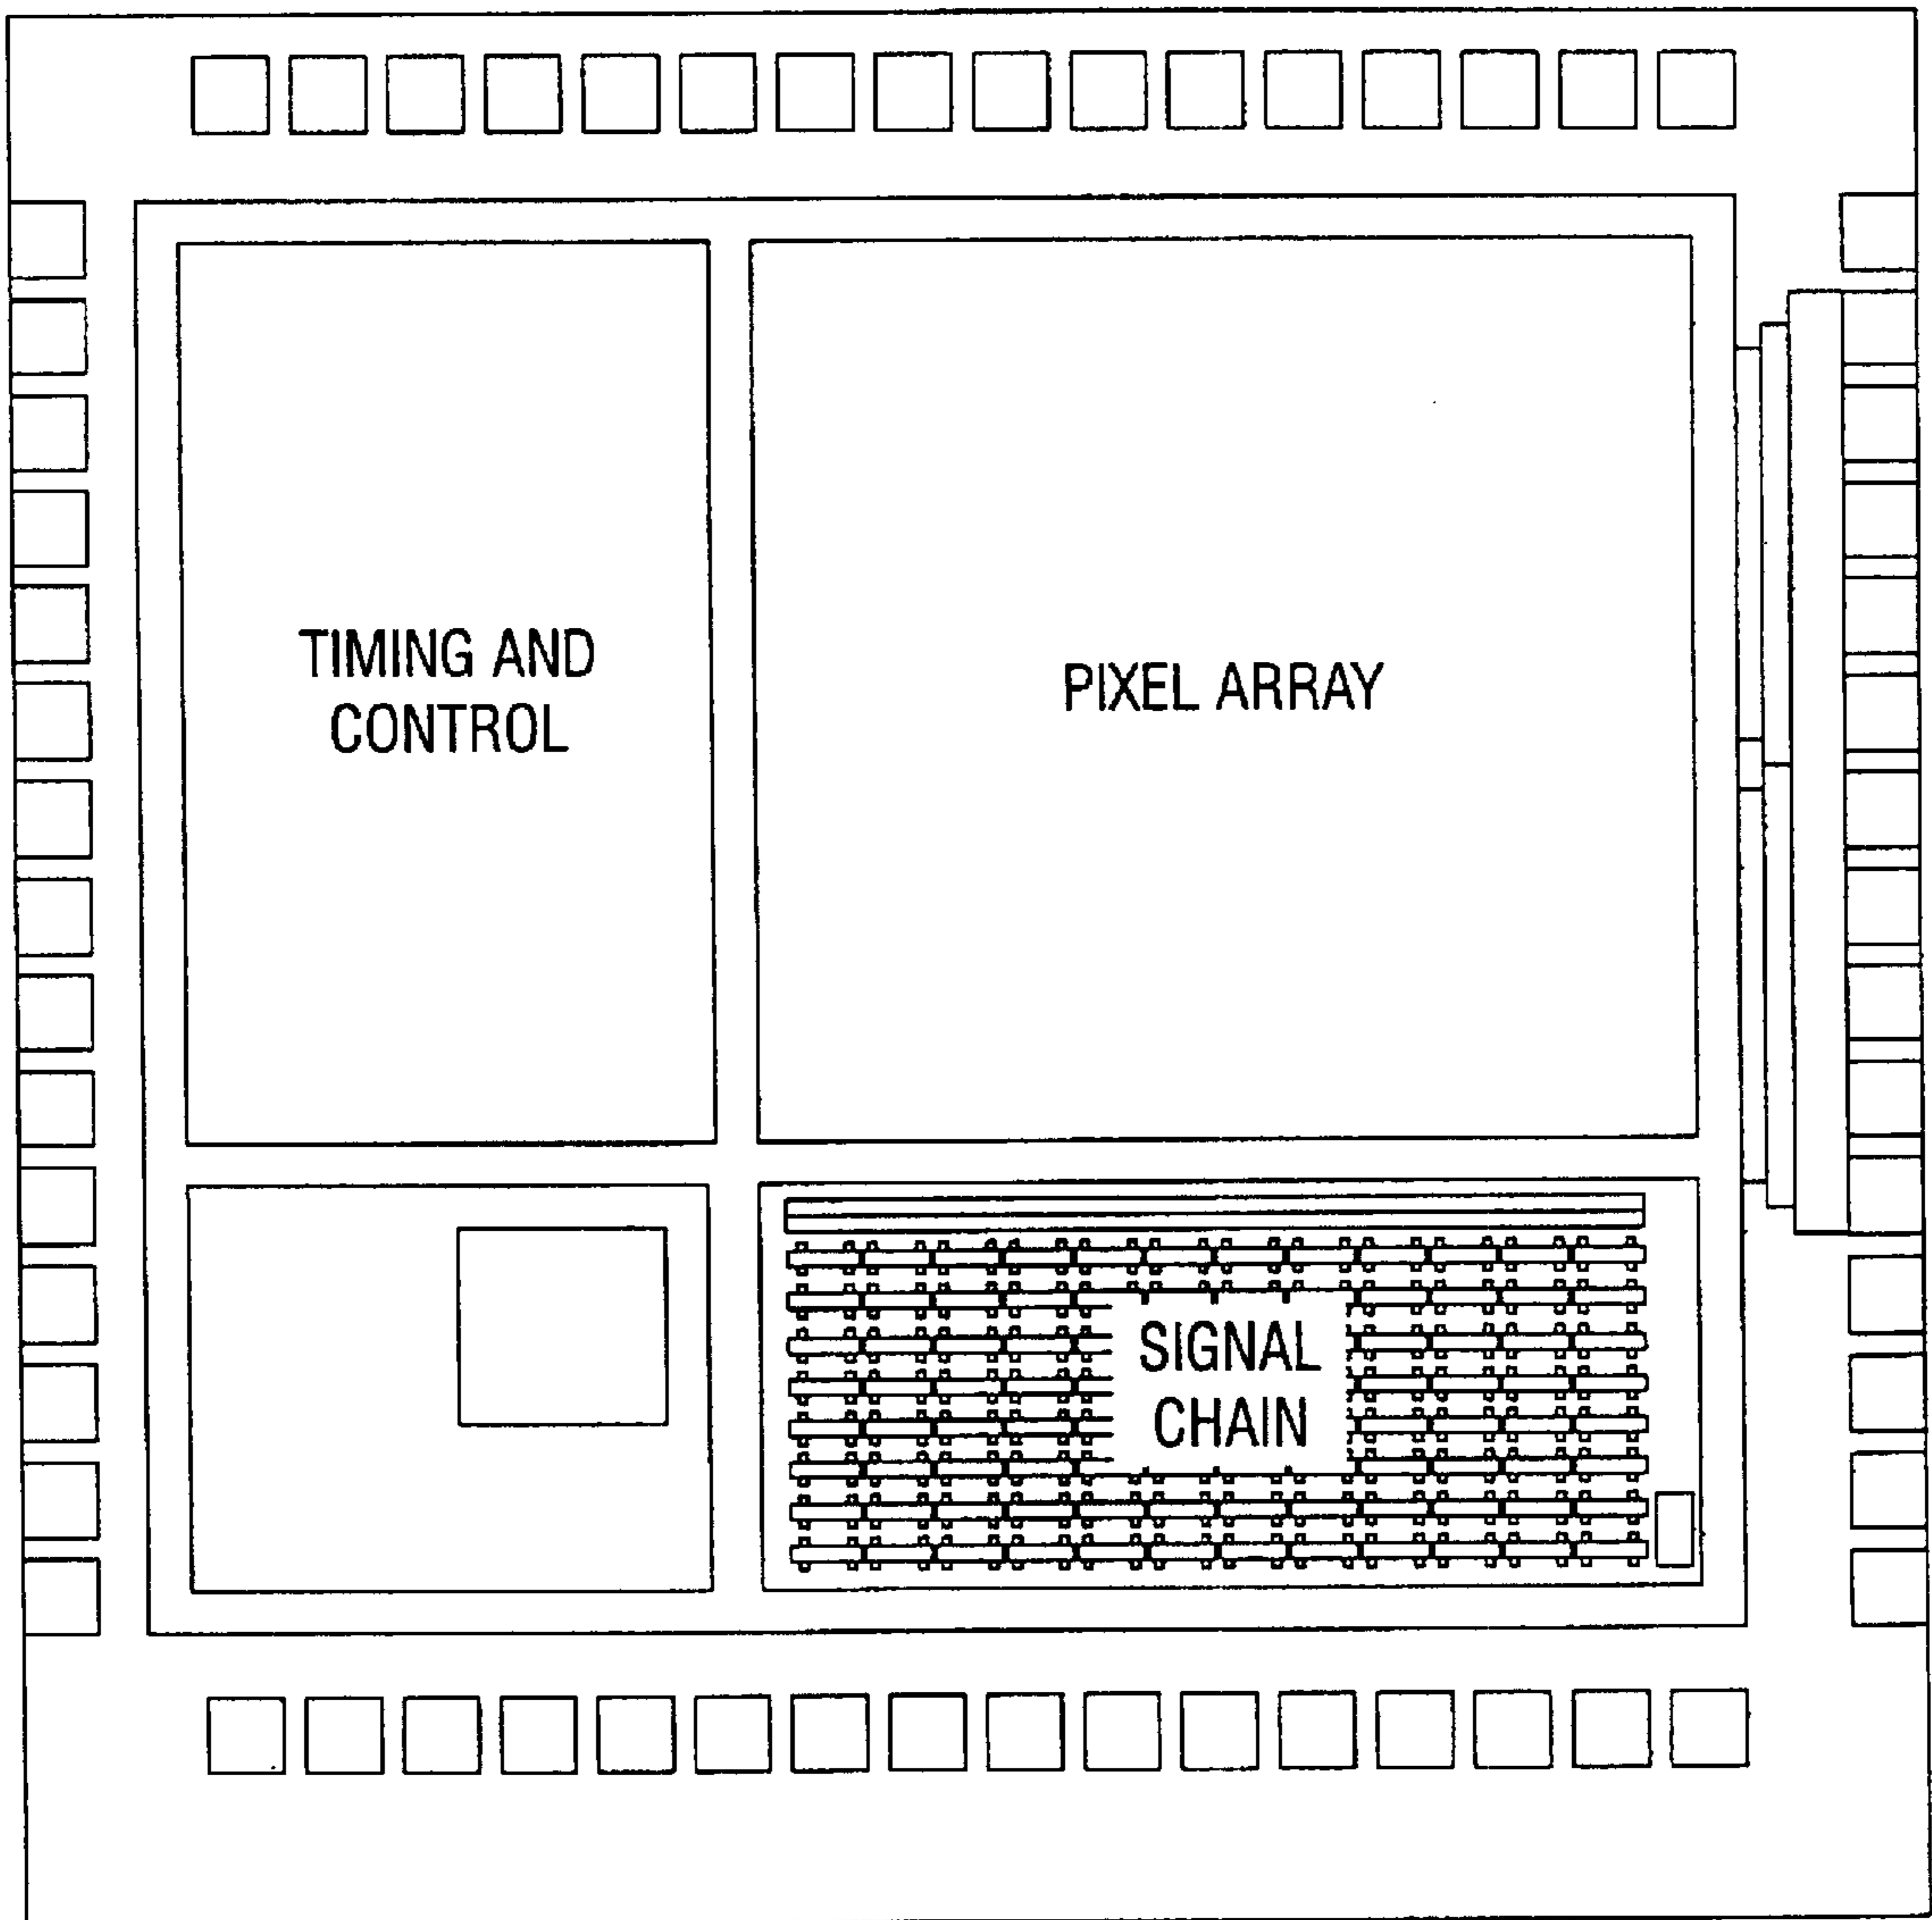 TIMING AND
CONTROL
PIXEL ARRAY
SIGNAL
CHAIN